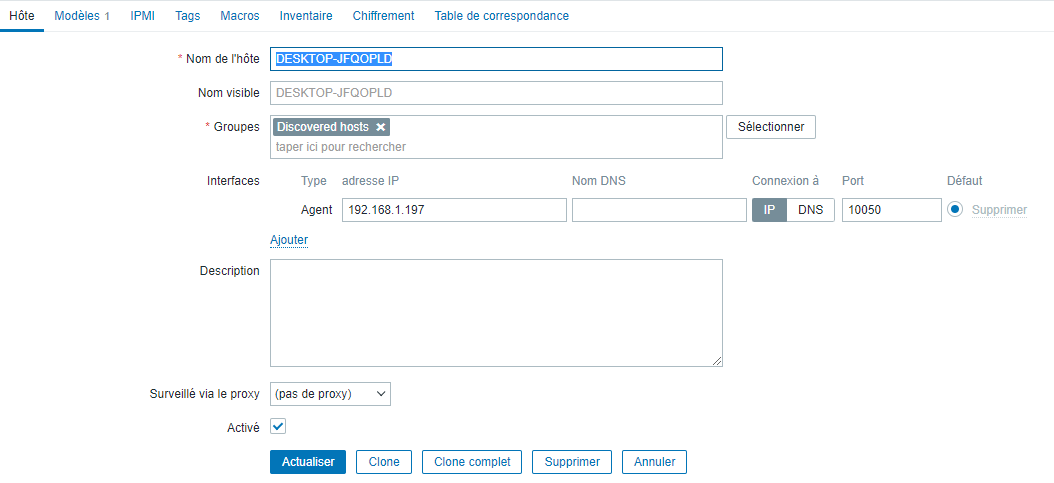 Hôte Modèles 1 IPMI Tags Macros Inventaire Chiffrement Table de correspondance
* Nom de l'hôte DESKTOP-JFQOPLD
Nom visible DESKTOP-JFQOPLD
* Groupes Discovered hosts Sélectionner
taper ici pour rechercher
Interfaces Type adresse IP Nom DNS Connexion à Port Défaut
Agent 192.168.1.197 IP DNS 10050 Supprimer
Ajouter
Description
Surveillé via le proxy (pas de proxy)
Activé
Actualiser Clone Clone complet Supprimer Annuler